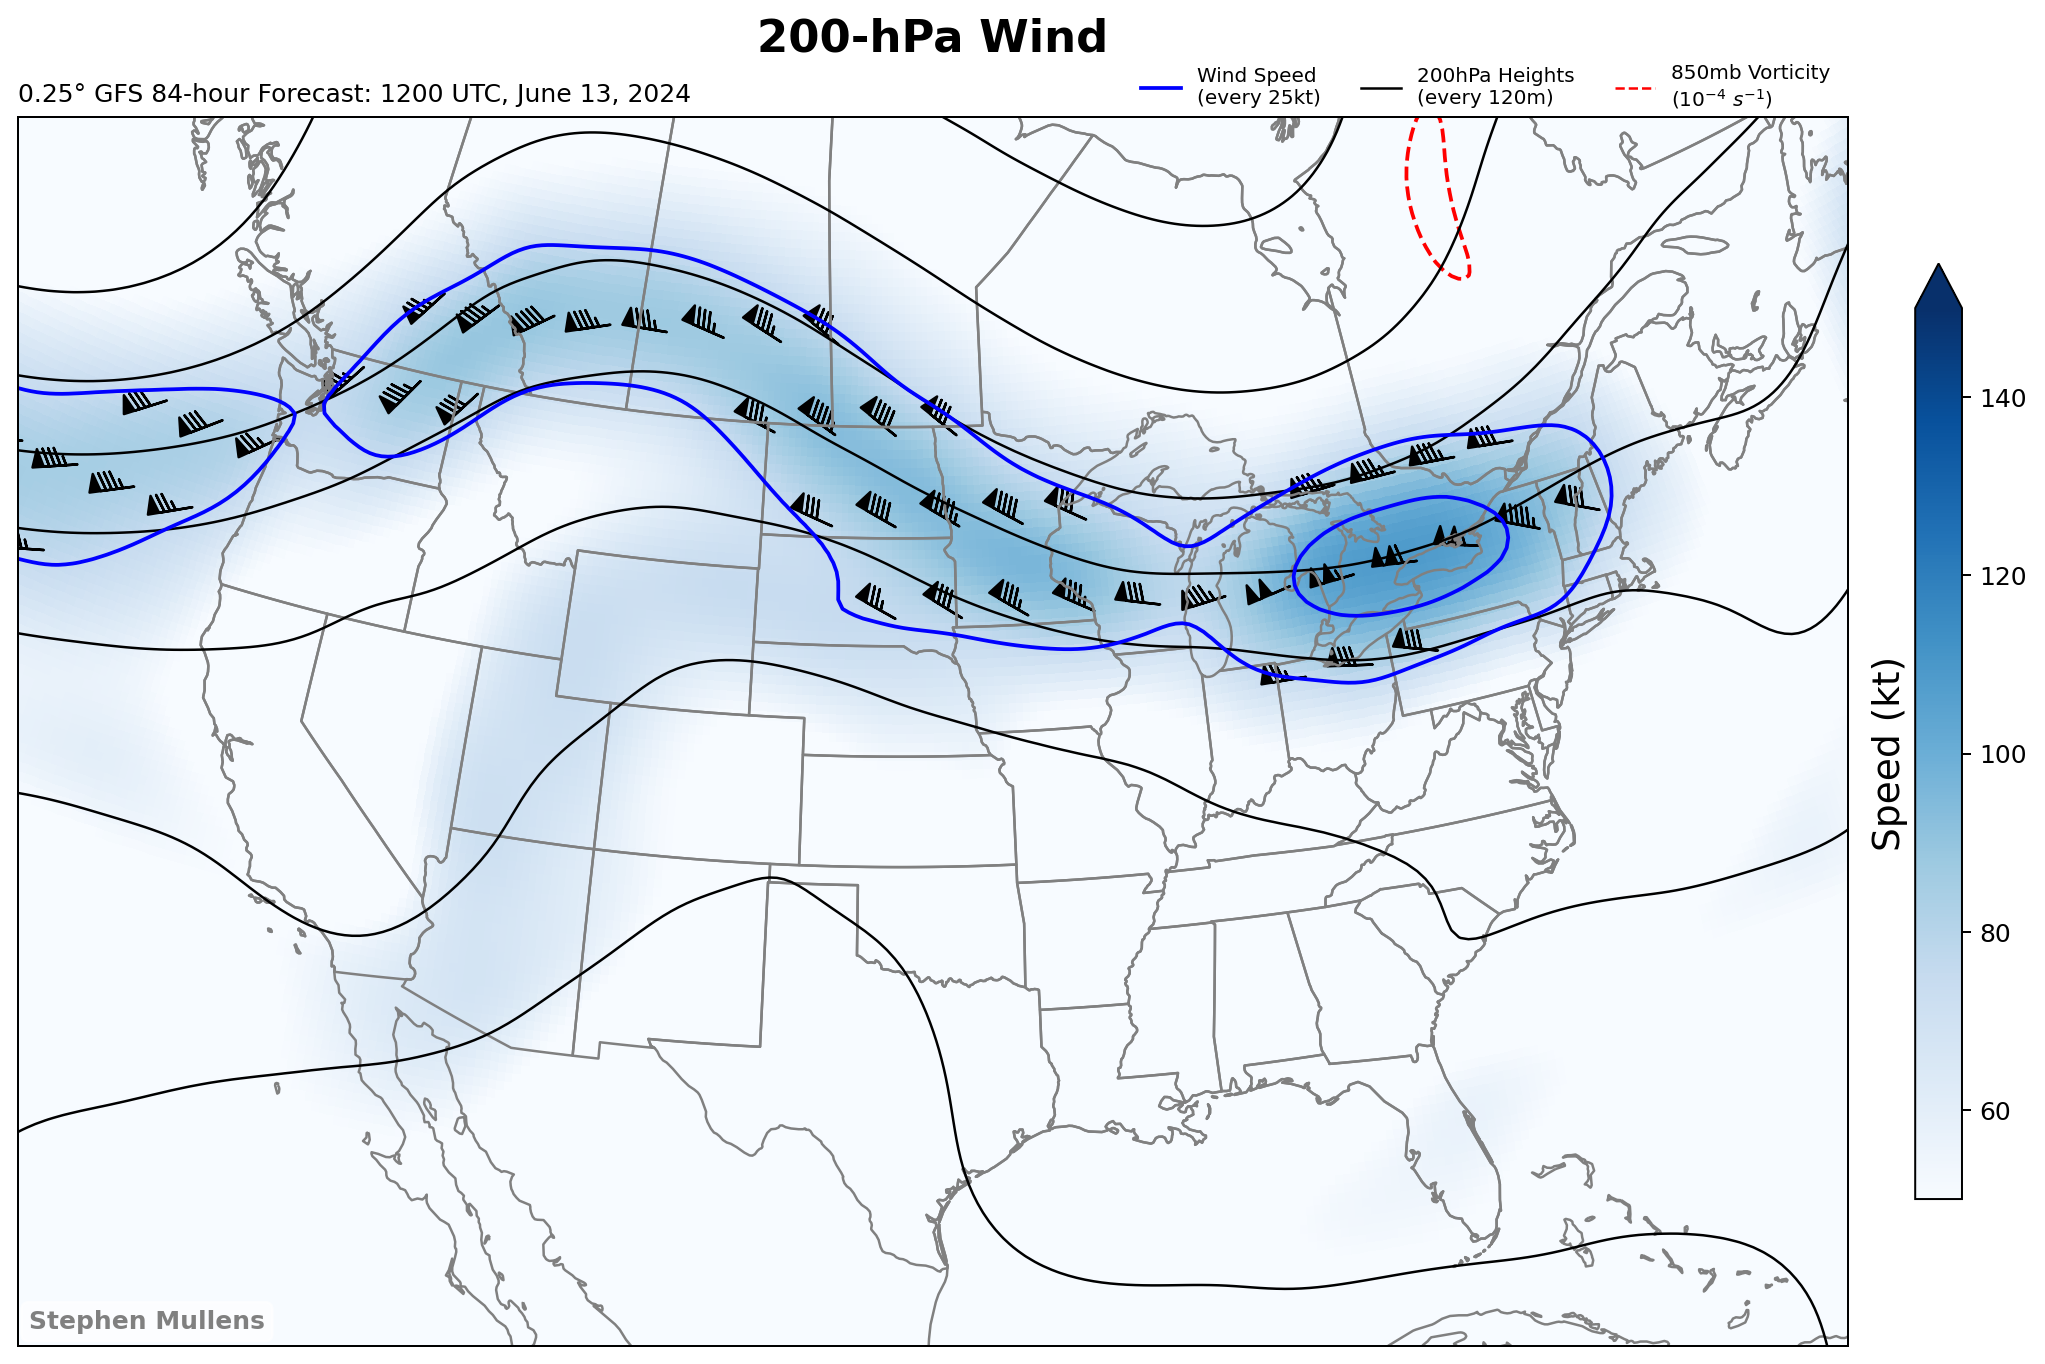 200-hPa Wind
0.25° GFS 84-hour Forecast: 1200 UTC, June 13, 2024
Wind Speed
(every 25kt)
200hPa Heights
(every 120m)
850mb Vorticity
(10⁻⁴ s⁻¹)
140
120
100
80
60
Speed (kt)
Stephen Mullens